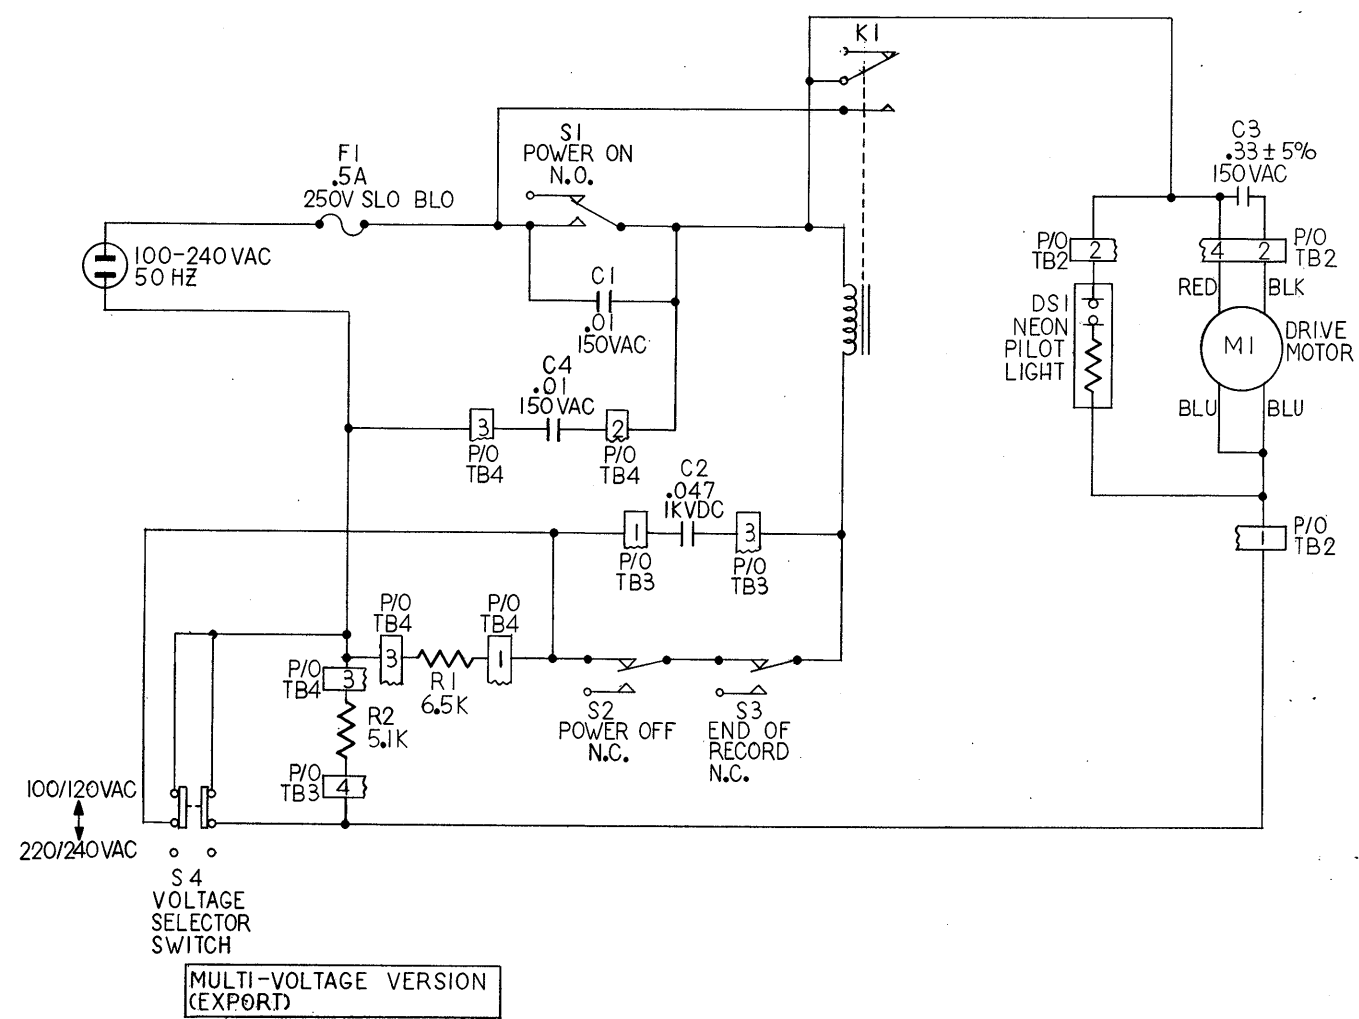 K1
S1
POWER ON
N.O.
F1
.5A
250V SLO BLO
100-240 VAC
50 HZ
C1
.01
150VAC
C4
.01
150VAC
3
P/O
TB4
2
P/O
TB4
C2
.047
1KVDC
1
P/O
TB3
3
P/O
TB3
C3
.33 ± 5%
150 VAC
P/O
TB2
2
4
2
P/O
TB2
RED
BLK
DS1
NEON
PILOT
LIGHT
M1
DRIVE
MOTOR
BLU
BLU
1
P/O
TB2
P/O
TB4
3
R1
6.5K
P/O
TB4
1
P/O
TB4
3
R2
5.1K
P/O
TB3
4
S2
POWER OFF
N.C.
S3
END OF
RECORD
N.C.
100/120VAC
220/240VAC
S4
VOLTAGE
SELECTOR
SWITCH
MULTI-VOLTAGE VERSION
(EXPORT)